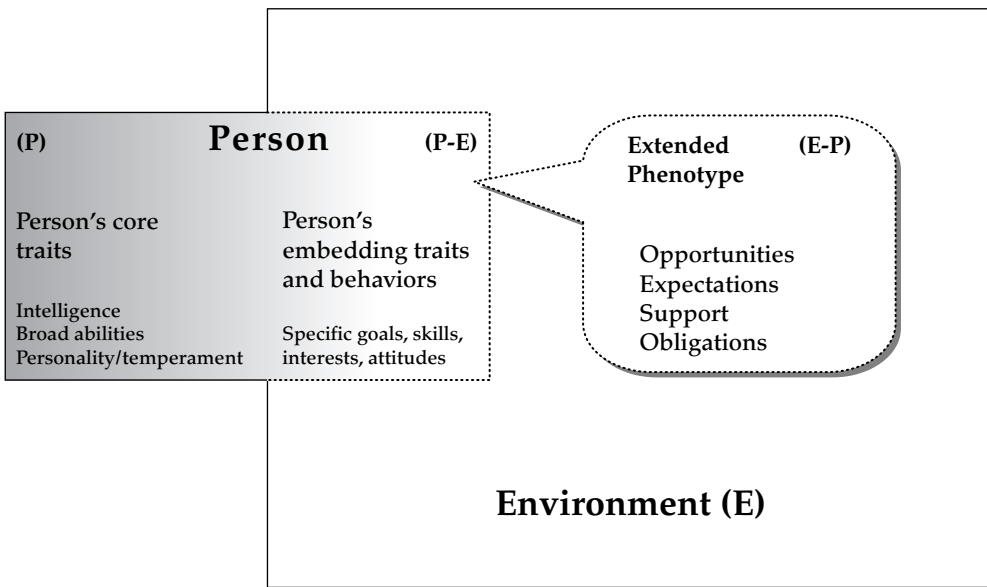 (P) Person (P-E)
Person's core
traits
Intelligence
Broad abilities
Personality/temperament
Person's
embedding traits
and behaviors
Specific goals, skills,
interests, attitudes
Extended (E-P)
Phenotype
Opportunities
Expectations
Support
Obligations
Environment (E)